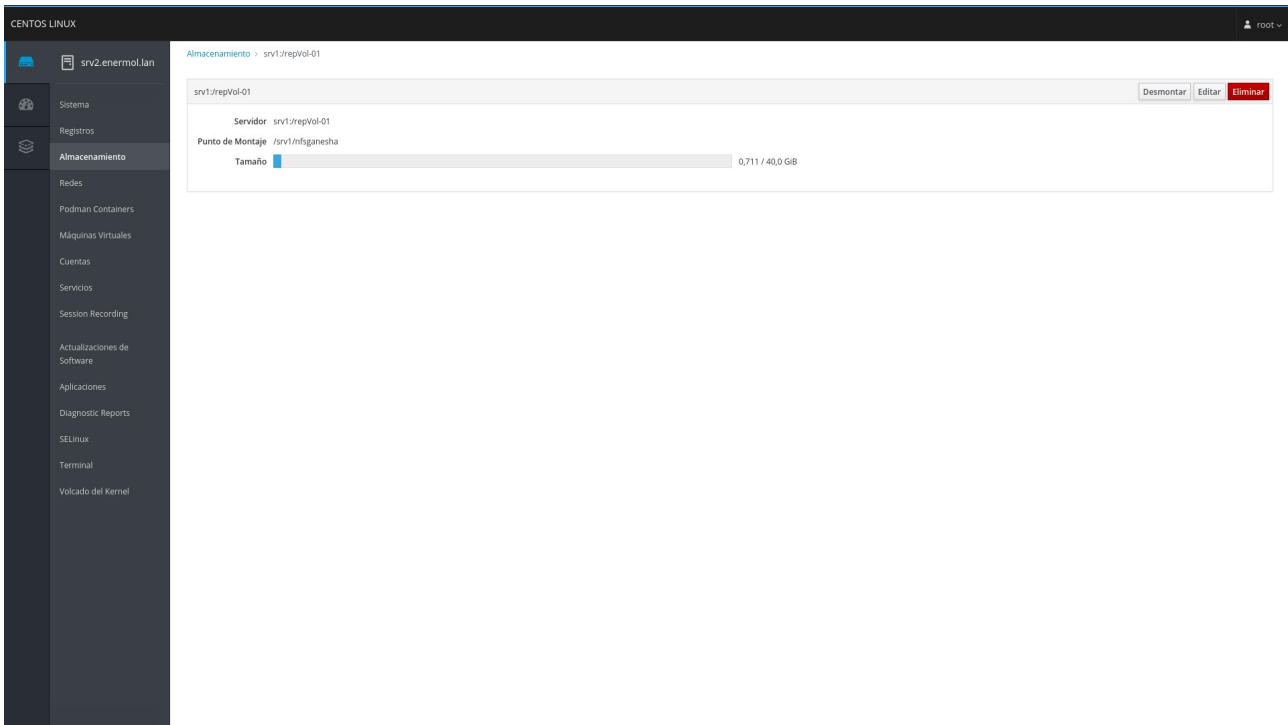 CENTOS LINUX
root
srv2.enermol.lan
Sistema
Registros
Almacenamiento
Redes
Podman Containers
Máquinas Virtuales
Cuentas
Servicios
Session Recording
Actualizaciones de
Software
Aplicaciones
Diagnostic Reports
SELinux
Terminal
Volcado del Kernel
Almacenamiento › srv1:/repVol-01
srv1:/repVol-01
Desmontar Editar Eliminar
Servidor srv1:/repVol-01
Punto de Montaje /srv1/nfsganesha
Tamaño 0,711 / 40,0 GiB